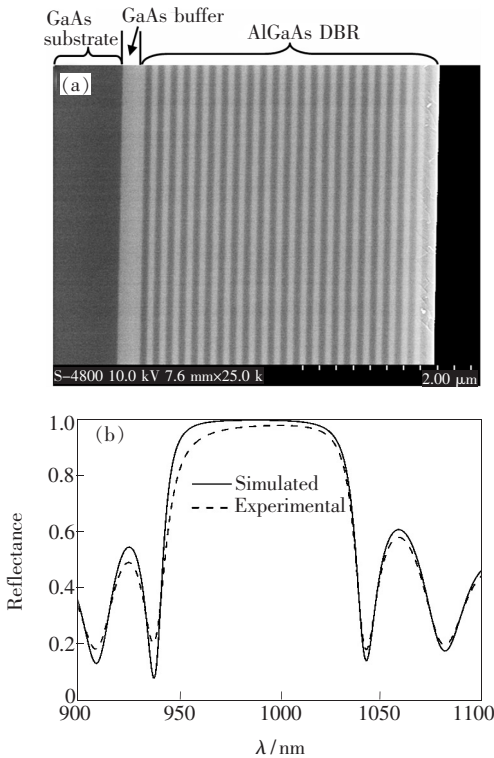 GaAs
substrate
GaAs buffer
AlGaAs DBR
(a)
S-4800 10.0 kV 7.6 mm×25.0 k
2.00 μm
(b)
1.0
0.8
0.6
0.4
0.2
0
Reflectance
Simulated
Experimental
900 950 1000 1050 1100
λ/nm